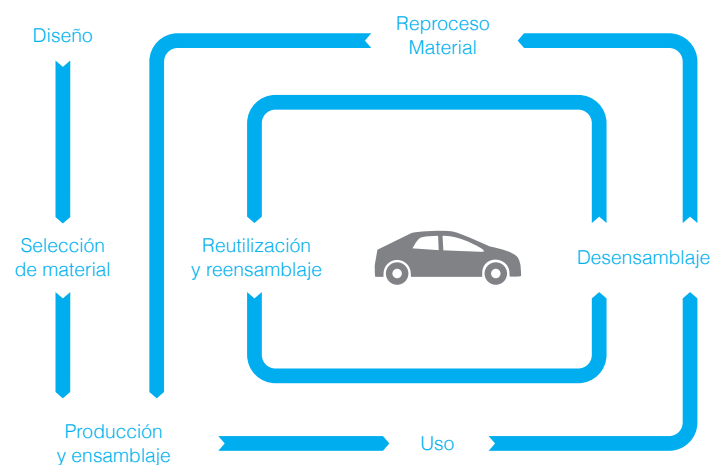 Diseño
Reproceso
Material
Selección
de material
Reutilización
y reensamblaje
Desensamblaje
Producción
y ensamblaje
Uso